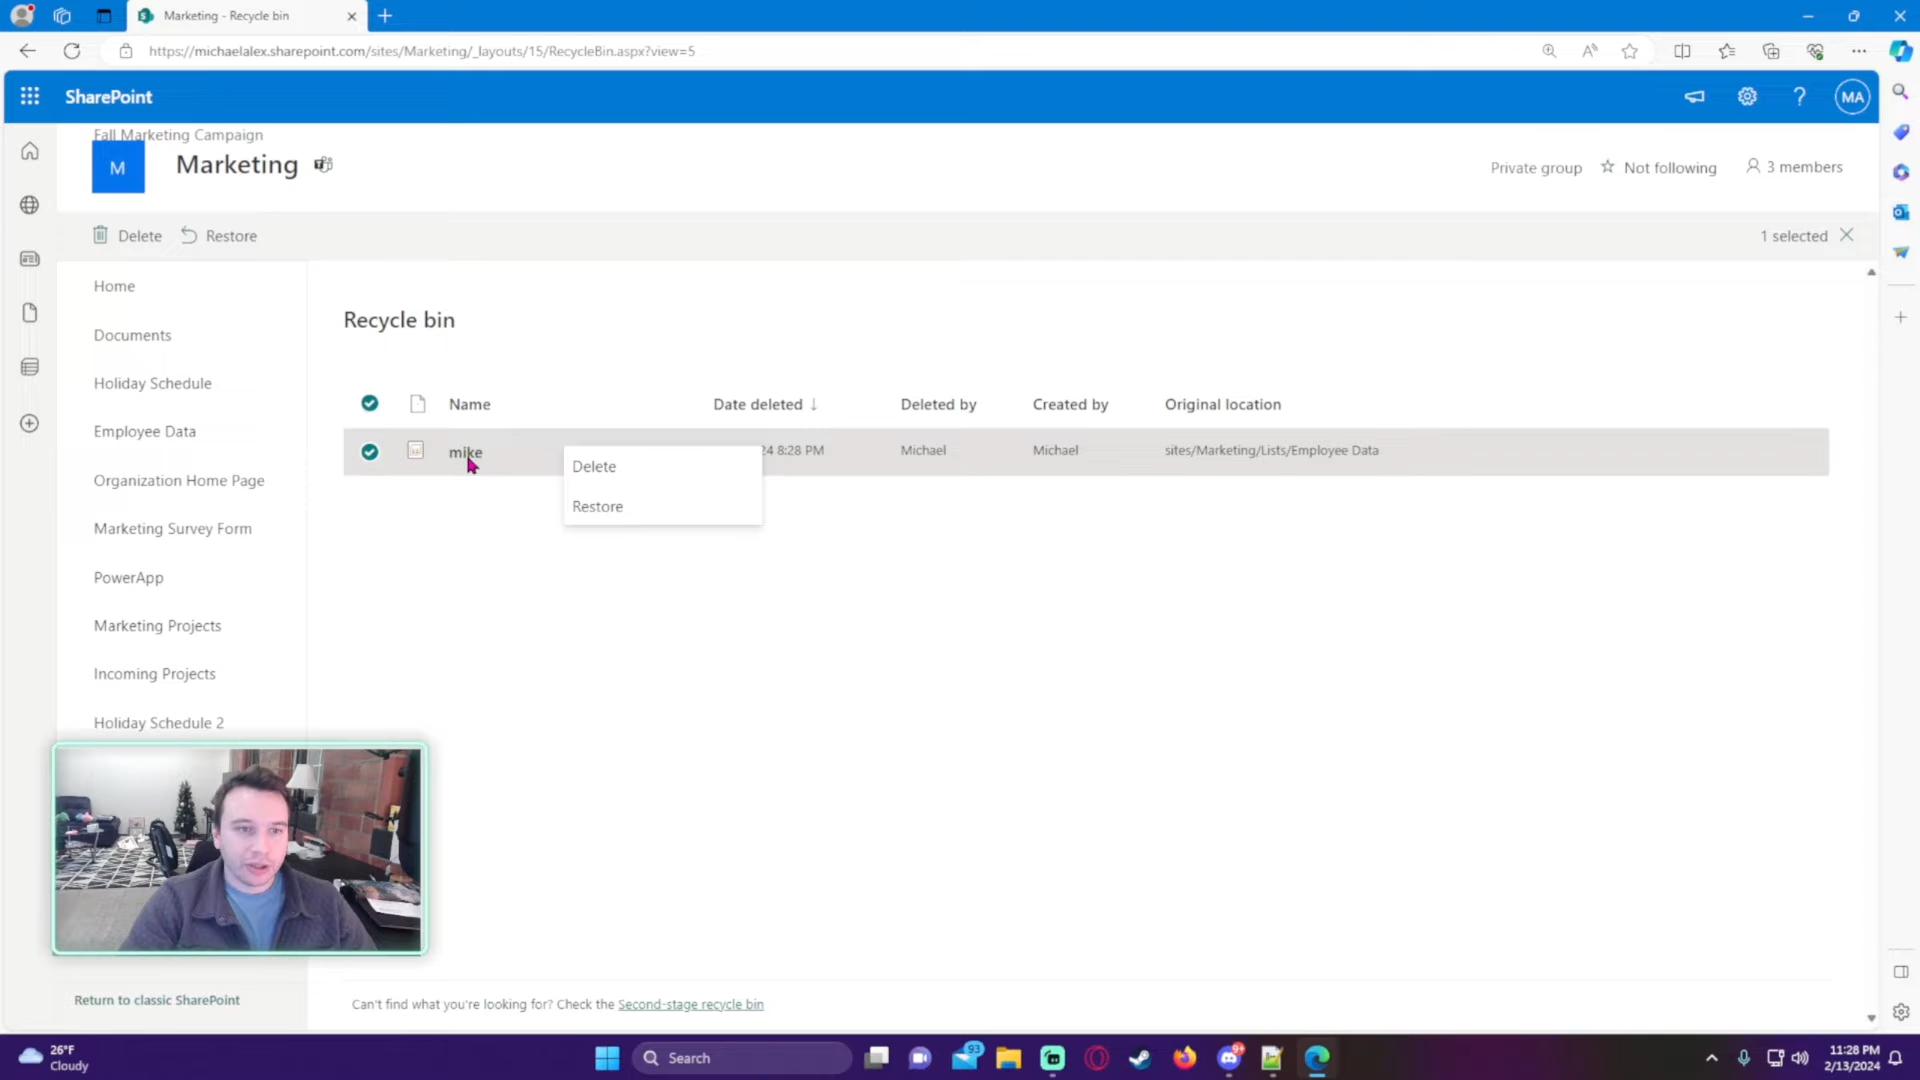 Marketing - Recycle bin
https://michaelalex.sharepoint.com/sites/Marketing/_layouts/15/RecycleBin.aspx?view=5
SharePoint
MA
Fall Marketing Campaign
M
Marketing
Private group
Not following
3 members
Delete
Restore
1 selected
Home
Documents
Holiday Schedule
Employee Data
Organization Home Page
Marketing Survey Form
PowerApp
Marketing Projects
Incoming Projects
Holiday Schedule 2
Recycle bin
Name
Date deleted ↓
Deleted by
Created by
Original location
mike
24 8:28 PM
Michael
Michael
sites/Marketing/Lists/Employee Data
Delete
Restore
Return to classic SharePoint
Can't find what you're looking for? Check the Second-stage recycle bin
26°F
Cloudy
Search
93
9+
11:28 PM
2/13/2024